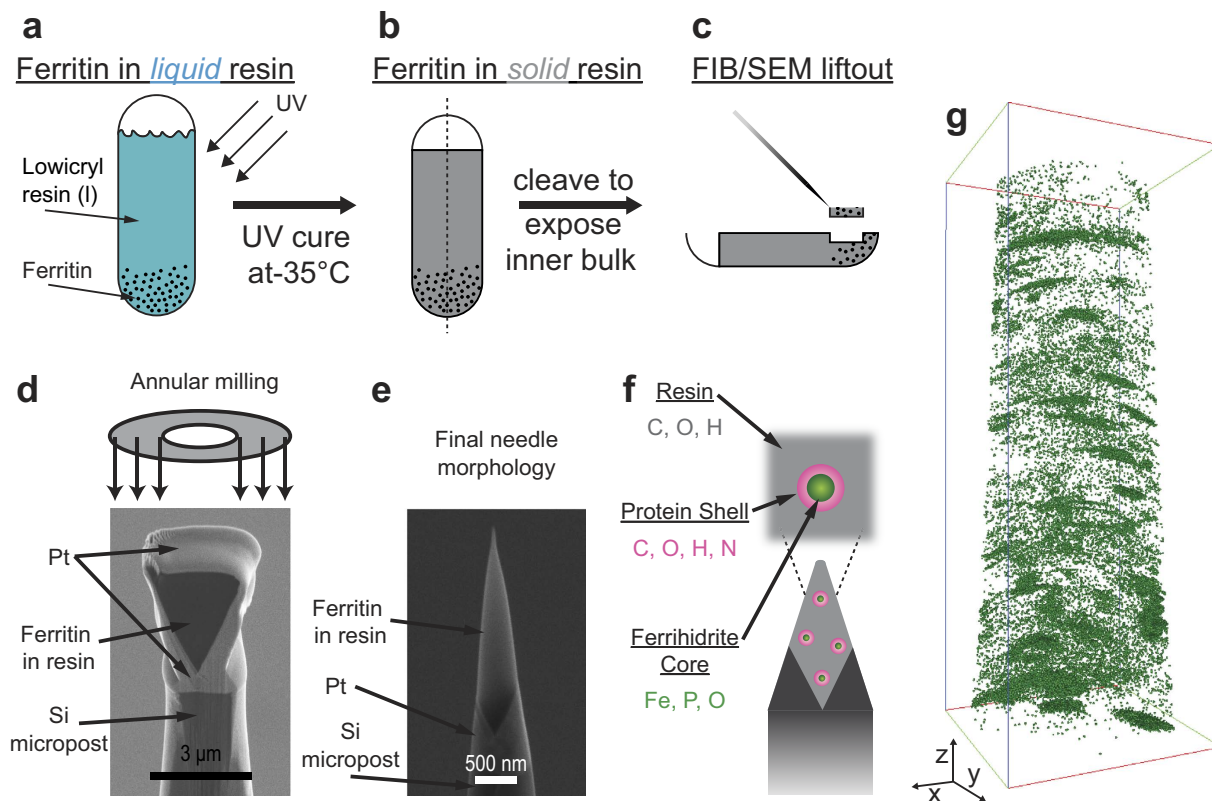 a
Ferritin in liquid resin
UV
Lowicryl
resin (l)
Ferritin
UV cure
at-35°C
b
Ferritin in solid resin
cleave to
expose
inner bulk
c
FIB/SEM liftout
d
Annular milling
Pt
Ferritin
in resin
Si
micropost
3 μm
e
Final needle
morphology
Ferritin
in resin
Pt
Si
micropost
500 nm
f
Resin
C, O, H
Protein Shell
C, O, H, N
Ferrihidrite
Core
Fe, P, O
g
z
y
x